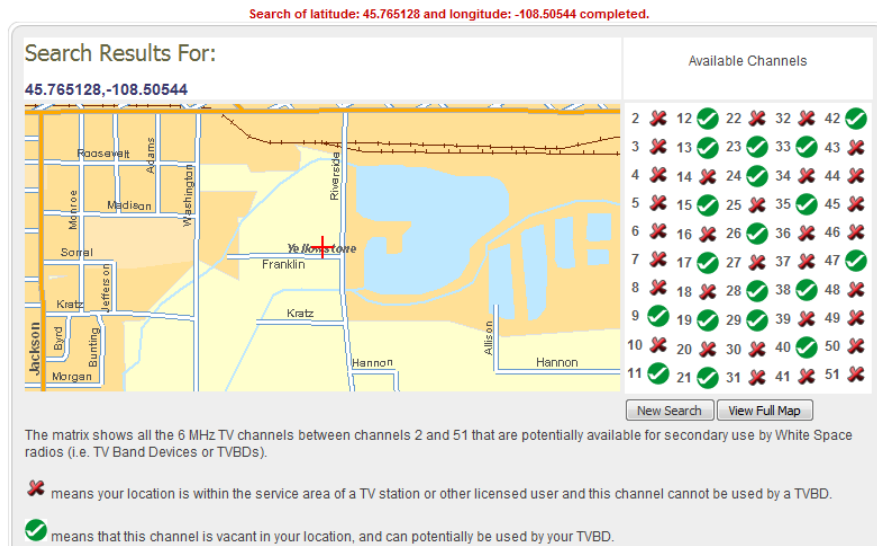 Search of latitude: 45.765128 and longitude: -108.50544 completed.
Search Results For:
45.765128,-108.50544
Available Channels
Roosevelt
Adams
Washington
Riverside
Monroe
Madison
Yellowstone
Sorral
Franklin
Jefferson
Kratz
Kratz
Jackson
Byrd
Bunting
Allison
Hannon
Hannon
Morgan
2 12 22 32 42
3 13 23 33 43
4 14 24 34 44
5 15 25 35 45
6 16 26 36 46
7 17 27 37 47
8 18 28 38 48
9 19 29 39 49
10 20 30 40 50
11 21 31 41 51
New Search View Full Map
The matrix shows all the 6 MHz TV channels between channels 2 and 51 that are potentially available for secondary use by White Space
radios (i.e. TV Band Devices or TVBDs).
means your location is within the service area of a TV station or other licensed user and this channel cannot be used by a TVBD.
means that this channel is vacant in your location, and can potentially be used by your TVBD.